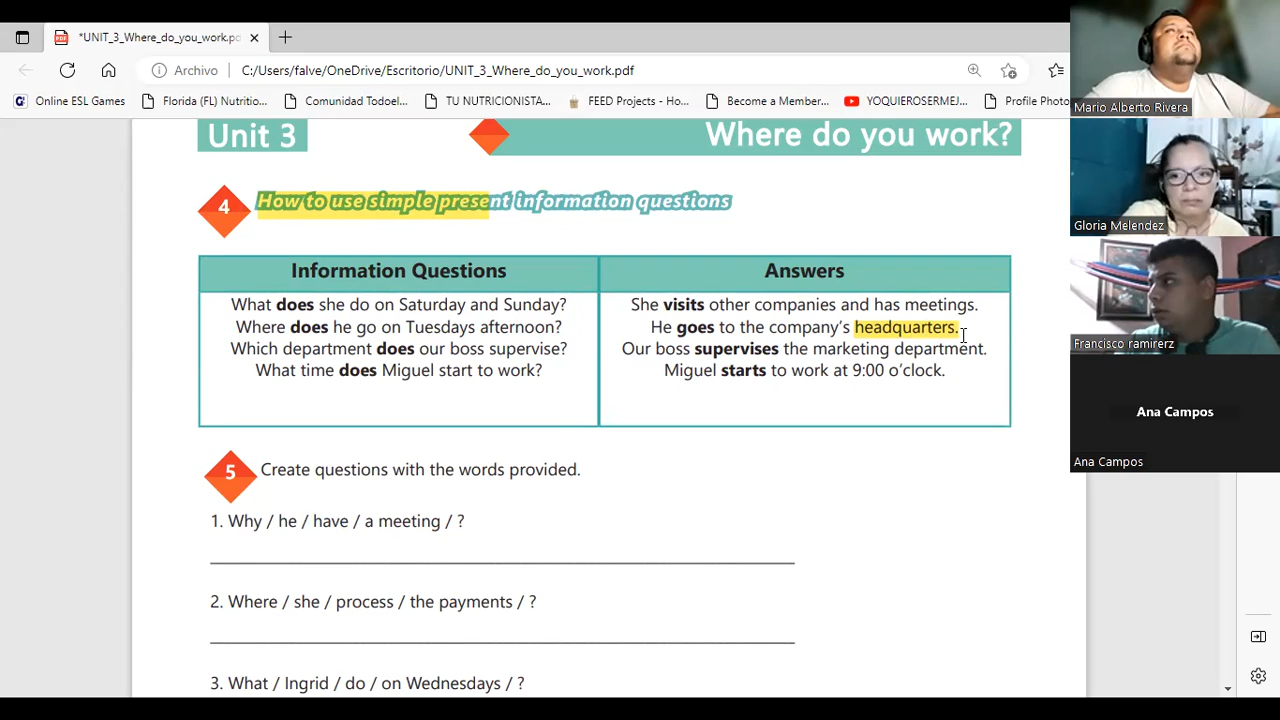 *UNIT_3_Where_do_you_work.pd
Archivo
C:/Users/falve/OneDrive/Escritorio/UNIT_3_Where_do_you_work.pdf
Online ESL Games
Florida (FL) Nutritio...
Comunidad Todoel...
TU NUTRICIONISTA...
FEED Projects - Ho...
Become a Member...
YOQUIEROSERMEJ...
Profile Photo
Unit 3
Where do you work?
4
How to use simple present information questions
Information Questions
Answers
What does she do on Saturday and Sunday?
She visits other companies and has meetings.
Where does he go on Tuesdays afternoon?
He goes to the company's headquarters.
Which department does our boss supervise?
Our boss supervises the marketing department.
What time does Miguel start to work?
Miguel starts to work at 9:00 o'clock.
5
Create questions with the words provided.
1. Why / he / have / a meeting / ?
2. Where / she / process / the payments / ?
3. What / Ingrid / do / on Wednesdays / ?
Mario Alberto Rivera
Gloria Melendez
Francisco ramirerz
Ana Campos
Ana Campos